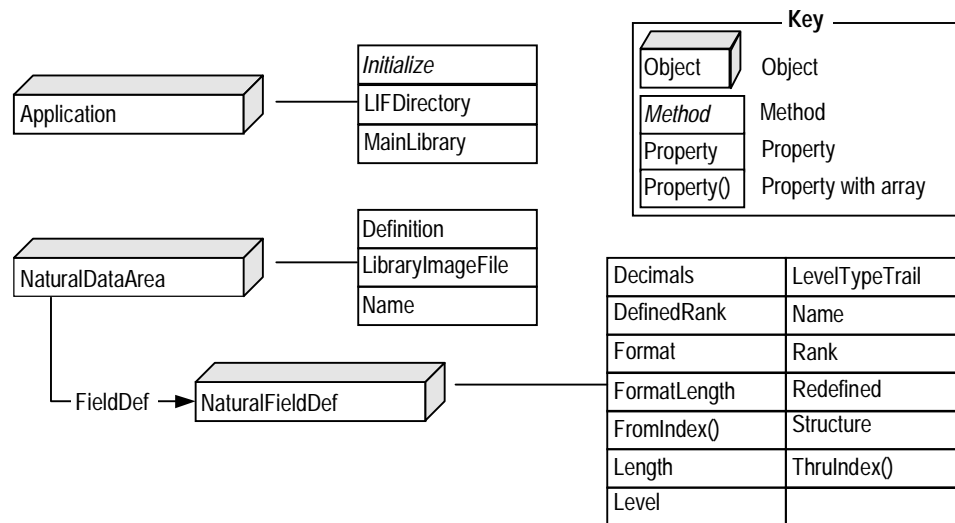 Key
Object
Object
Method
Method
Property
Property
Property()
Property with array
Application
Initialize
LIFDirectory
MainLibrary
NaturalDataArea
Definition
LibraryImageFile
Name
FieldDef
NaturalFieldDef
Decimals
LevelTypeTrail
DefinedRank
Name
Format
Rank
FormatLength
Redefined
FromIndex()
Structure
Length
ThruIndex()
Level